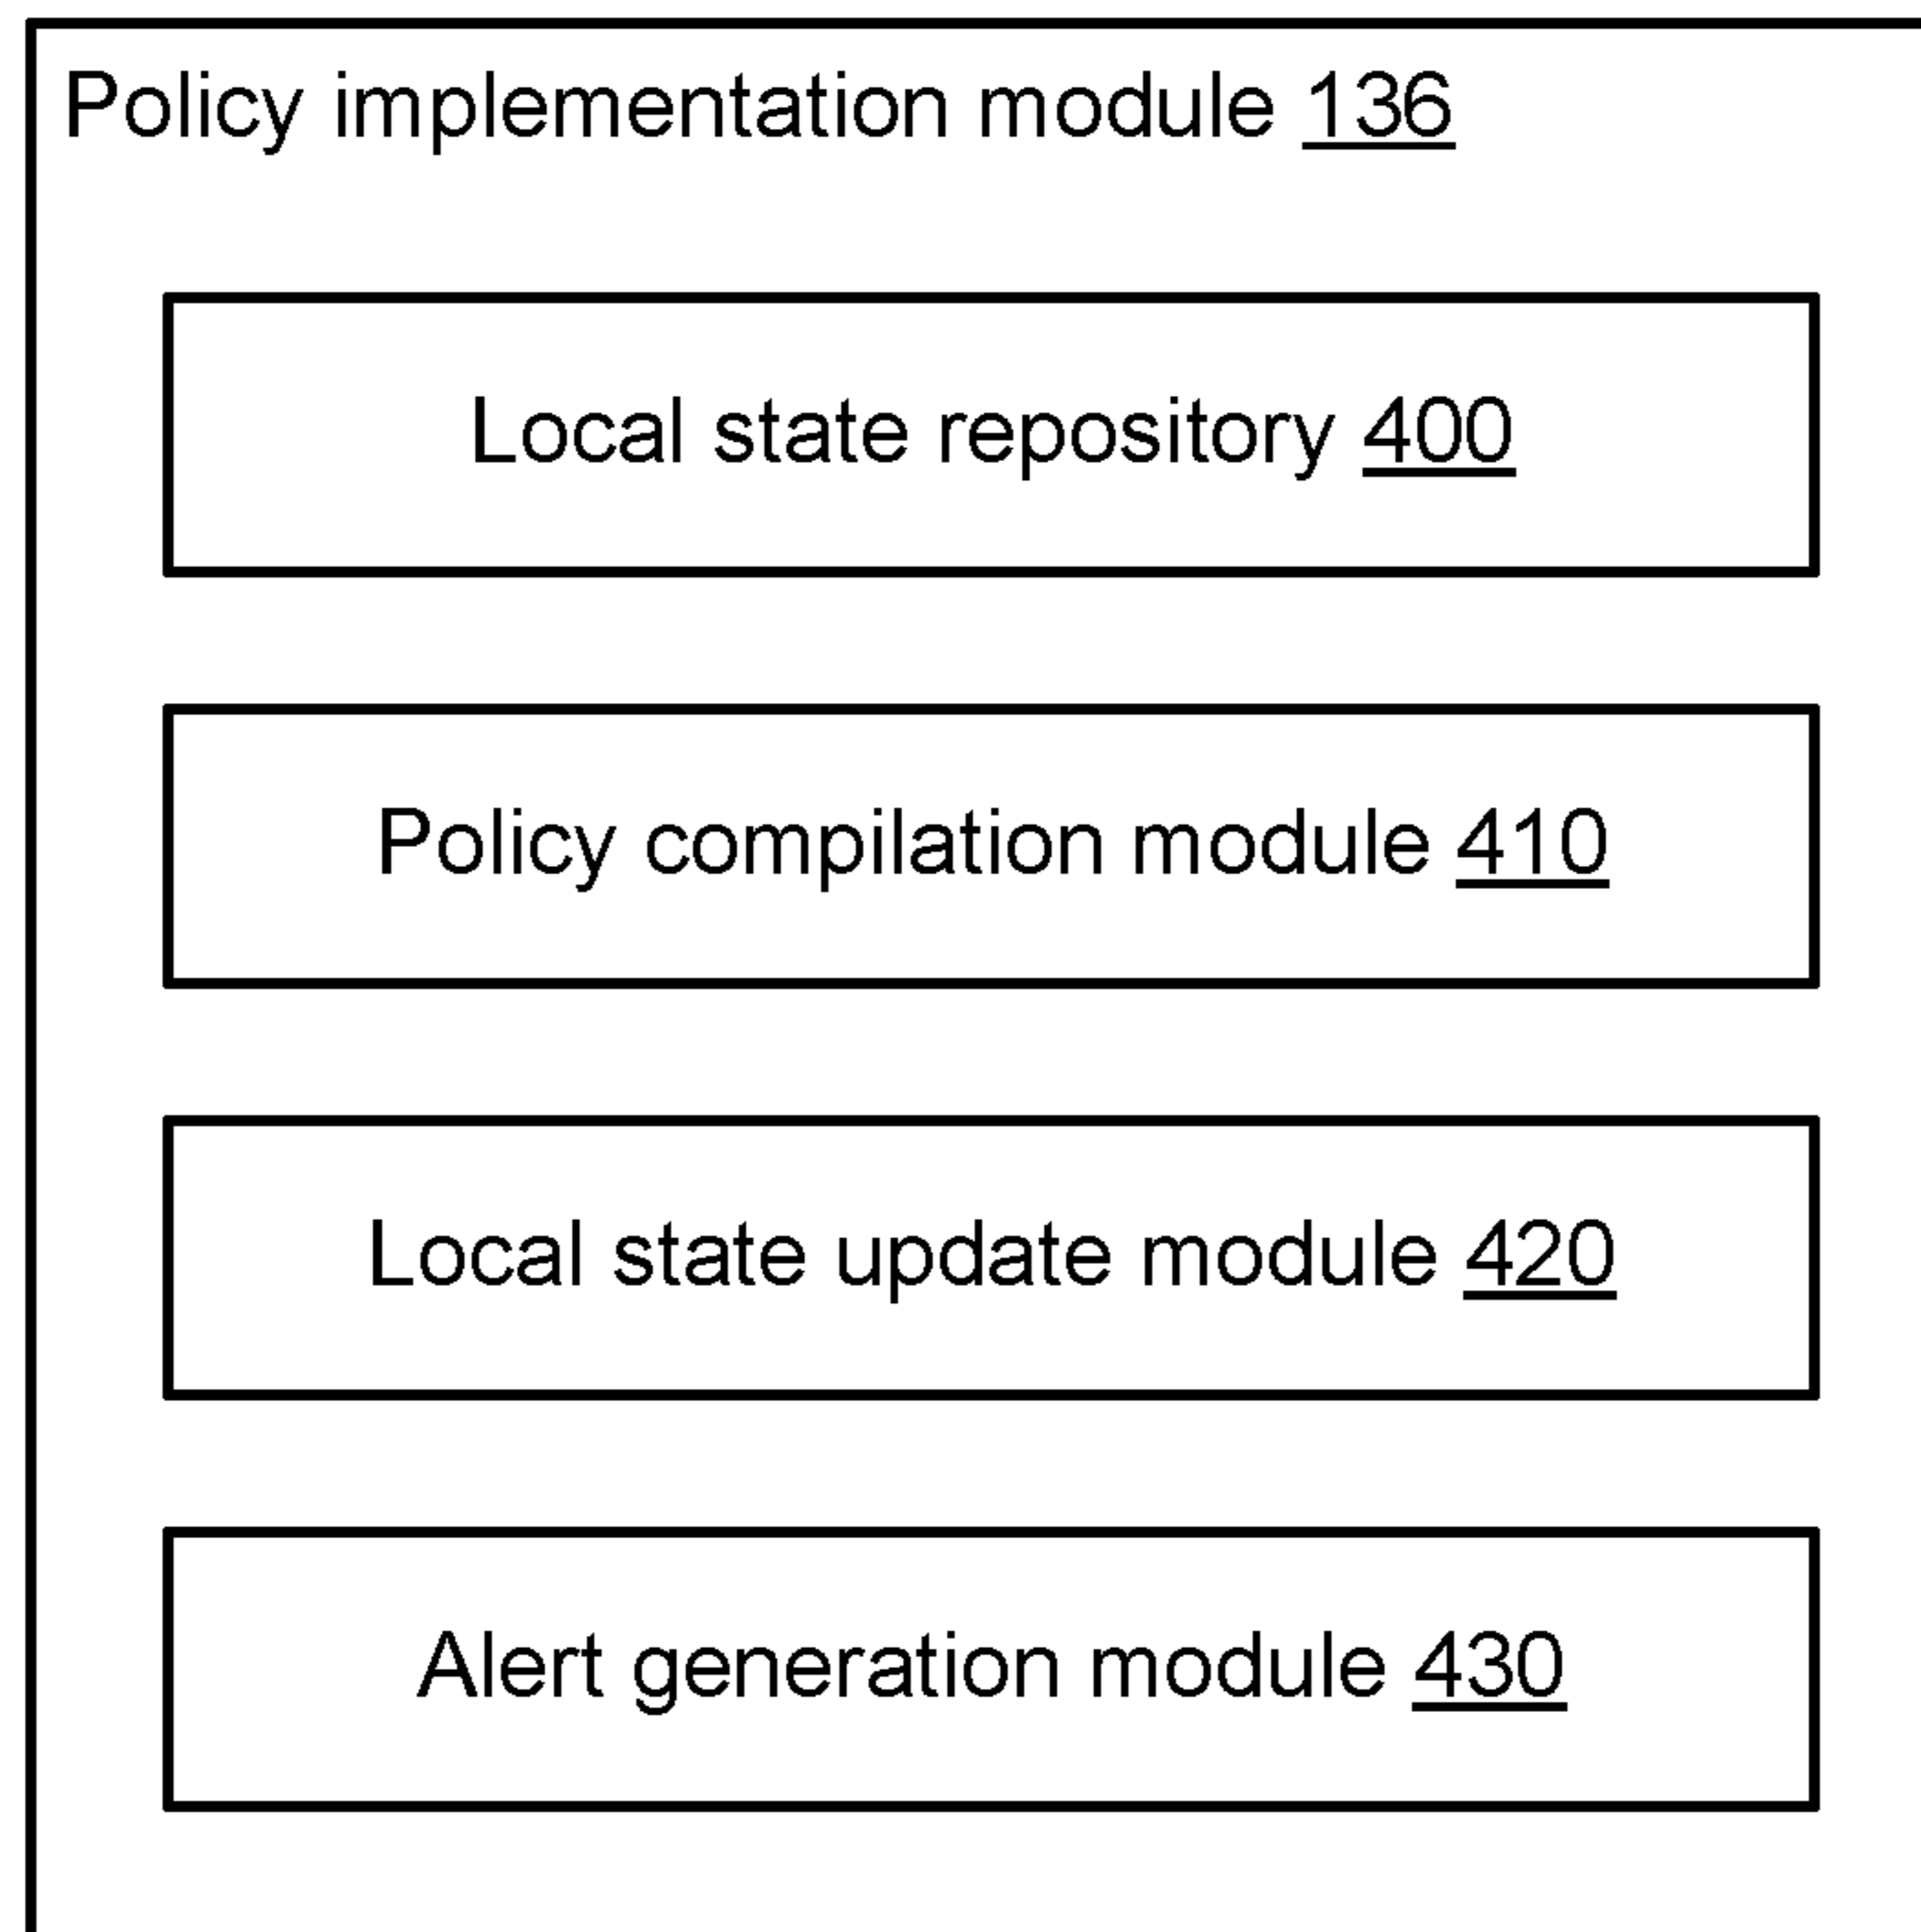 Policy implementation module 136
Local state repository 400
Policy compilation module 410
Local state update module 420
Alert generation module 430